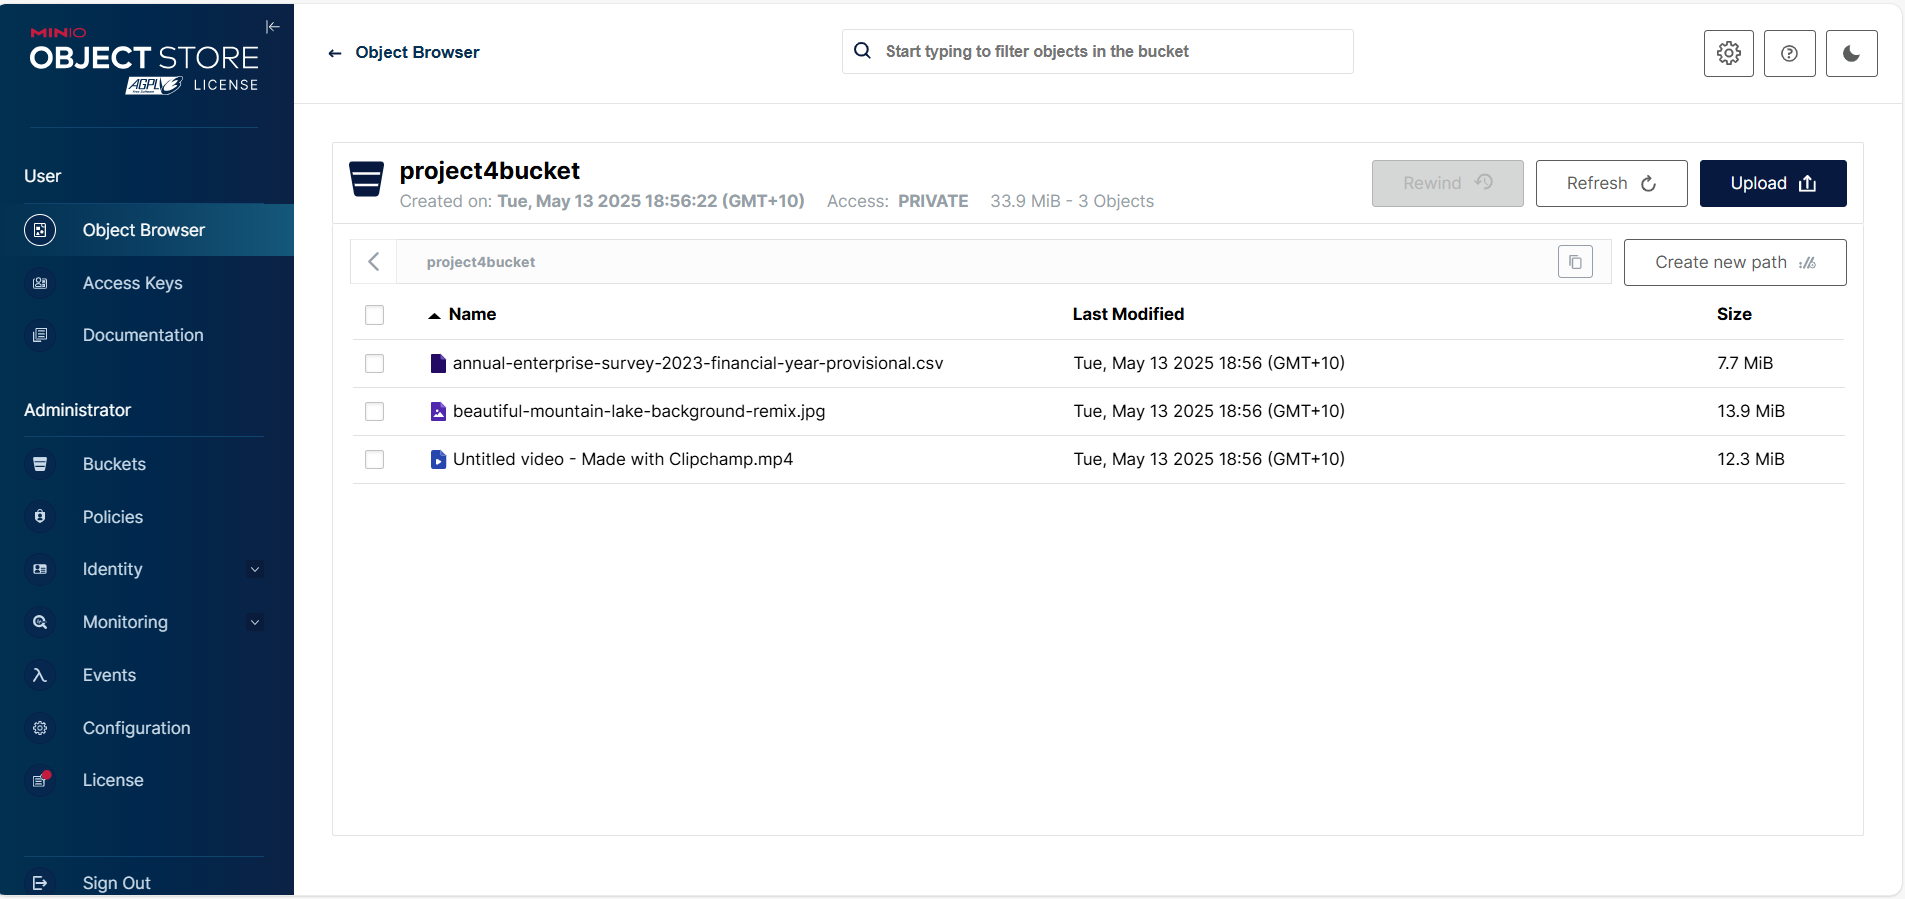 MINIO
OBJECT STORE
AGPLv3 LICENSE
User
Object Browser
Access Keys
Documentation
Administrator
Buckets
Policies
Identity
Monitoring
Events
Configuration
License
Sign Out
Object Browser
Start typing to filter objects in the bucket
project4bucket
Created on: Tue, May 13 2025 18:56:22 (GMT+10) Access: PRIVATE 33.9 MiB - 3 Objects
Rewind Refresh Upload
project4bucket
Create new path
Name Last Modified Size
annual-enterprise-survey-2023-financial-year-provisional.csv Tue, May 13 2025 18:56 (GMT+10) 7.7 MiB
beautiful-mountain-lake-background-remix.jpg Tue, May 13 2025 18:56 (GMT+10) 13.9 MiB
Untitled video - Made with Clipchamp.mp4 Tue, May 13 2025 18:56 (GMT+10) 12.3 MiB